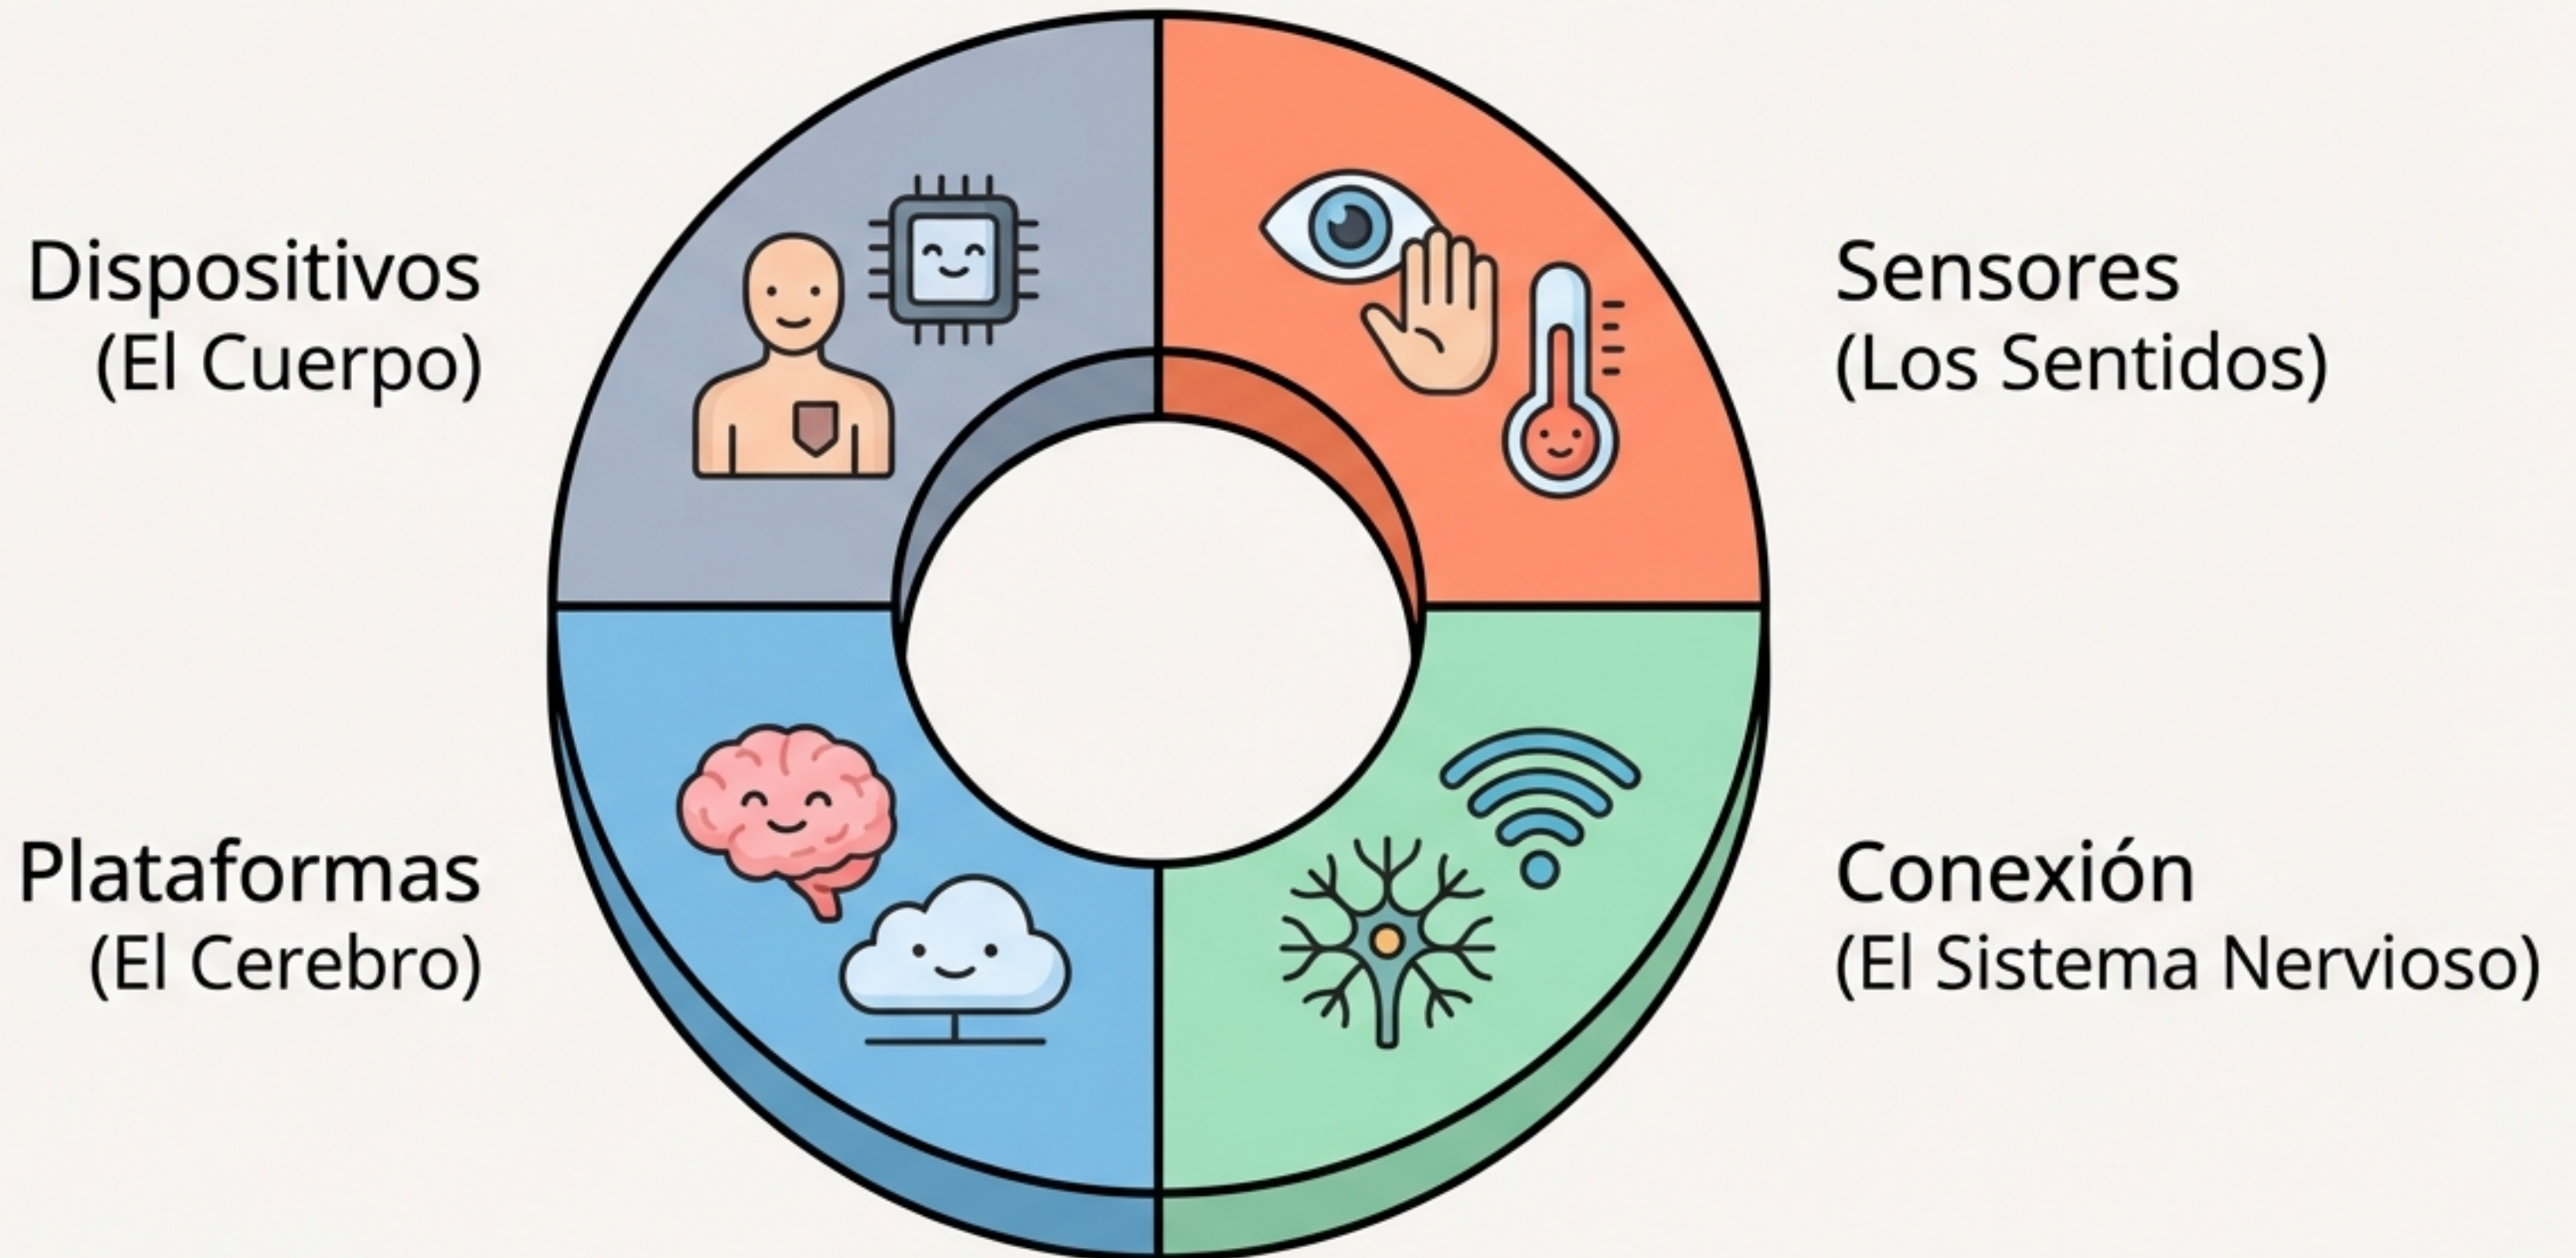 Dispositivos
(El Cuerpo)
Sensores
(Los Sentidos)
Plataformas
(El Cerebro)
Conexión
(El Sistema Nervioso)